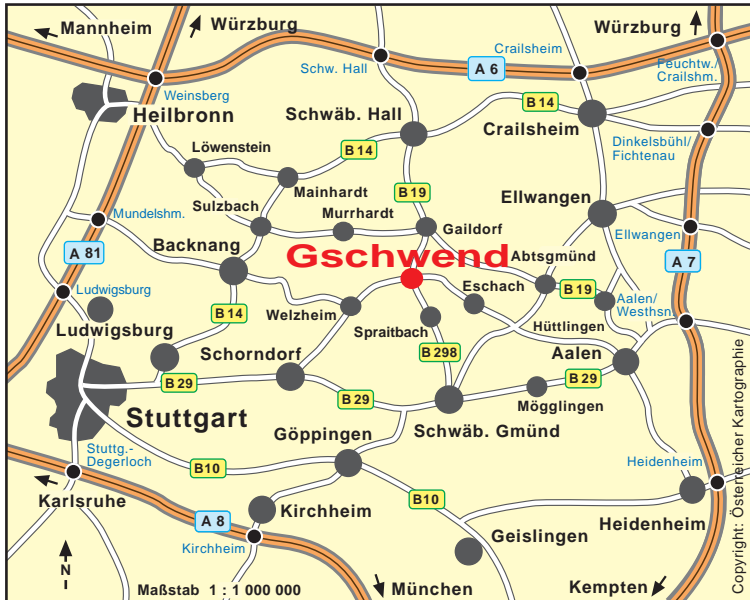 Mannheim
Würzburg
Würzburg
Crailsheim
Schw. Hall
A 6
Feuchtw./
Crailshm.
Weinsberg
Heilbronn
Schwäb. Hall
B 14
Crailsheim
Löwenstein
B 14
Dinkelsbühl/
Fichtenau
Mainhardt
B 19
Ellwangen
Sulzbach
Murrhardt
Mundelshm.
Gaildorf
Ellwangen
Backnang
A 81
Gschwend
Abtsgmünd
A 7
Ludwigsburg
Eschach
B 19
Aalen/
Westhsn.
B 14
Welzheim
Ludwigsburg
Spraitbach
Hüttlingen
Schorndorf
B 298
Aalen
B 29
B 29
B 29
Mögglingen
Stuttgart
Göppingen
Schwäb. Gmünd
Stuttg.-
Degerloch
B10
Heidenheim
Karlsruhe
B10
Kirchheim
A 8
Geislingen
Heidenheim
Kirchheim
N
Maßstab 1 : 1 000 000
München
Kempten
Copyright: Österreicher Kartographie